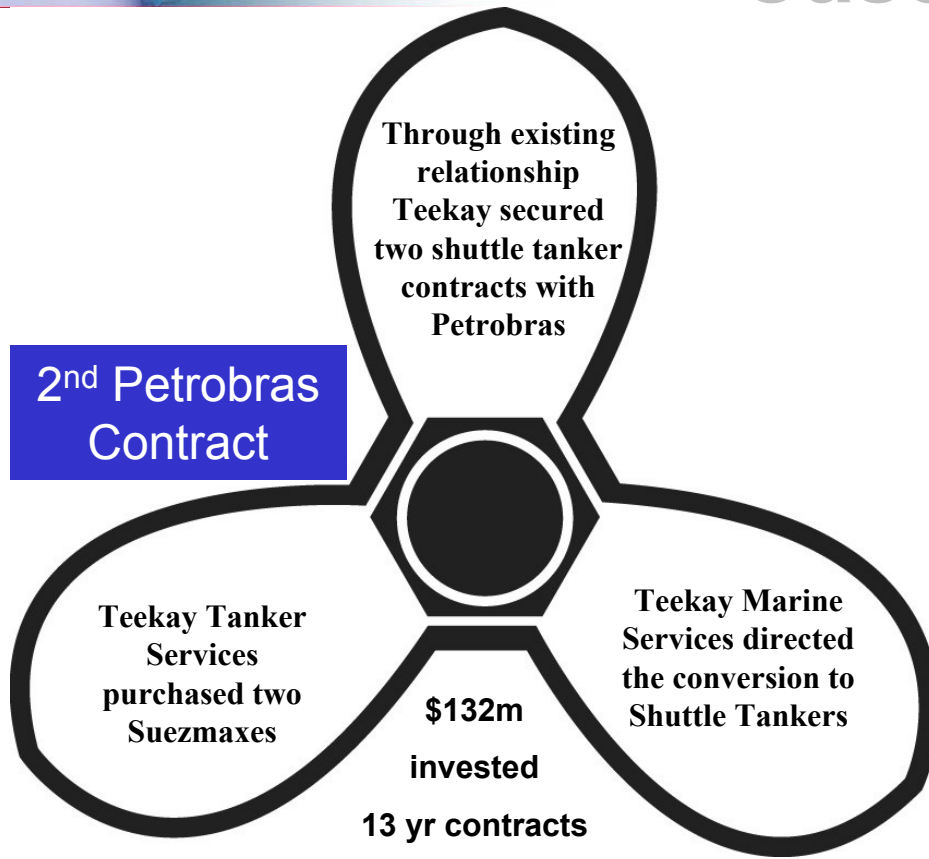 Through existing
relationship
Teekay secured
two shuttle tanker
contracts with
Petrobras
2nd Petrobras
Contract
Teekay Tanker
Services
purchased two
Suezmaxes
Teekay Marine
Services directed
the conversion to
Shuttle Tankers
$132m
invested
13 yr contracts